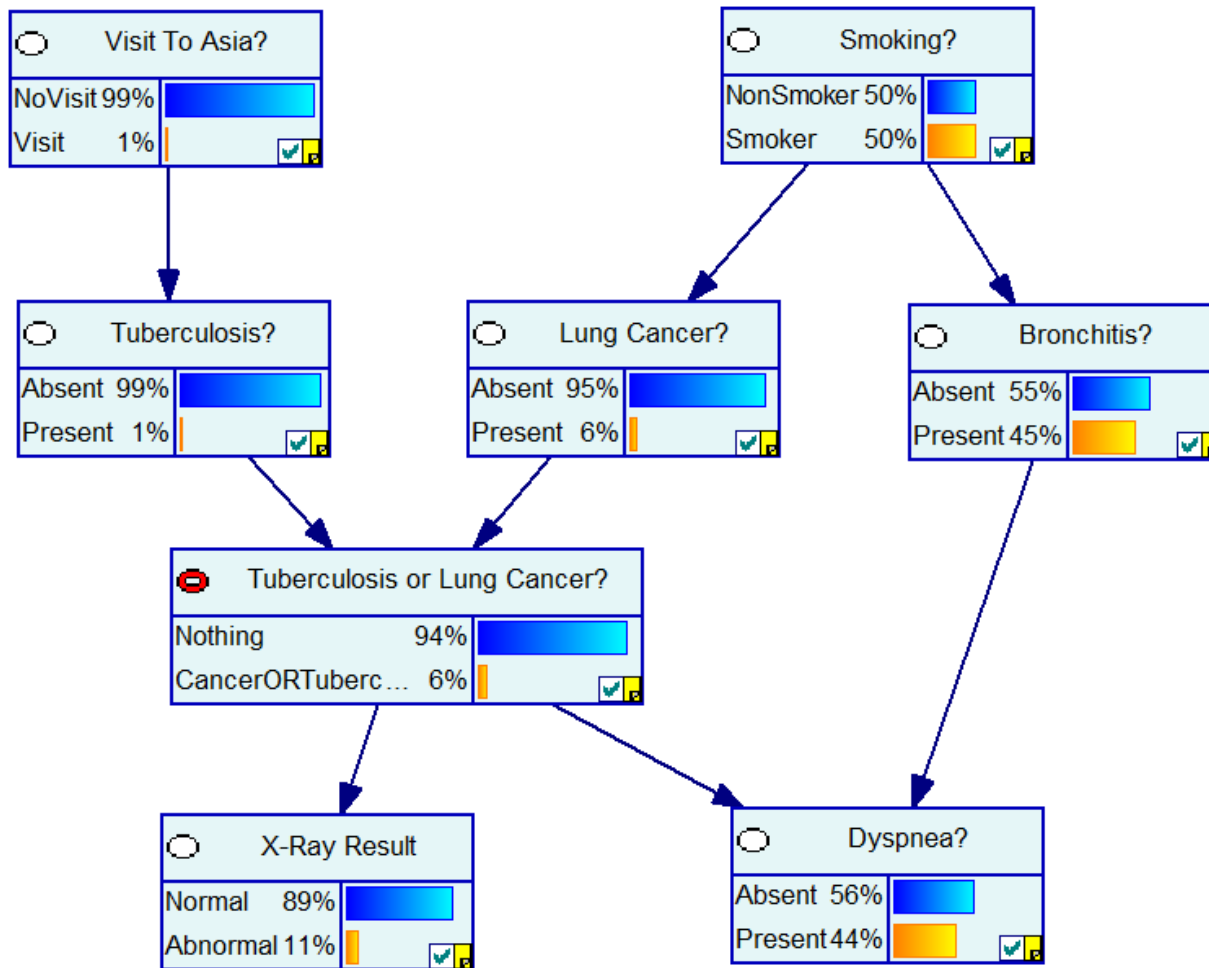 Visit To Asia?
NoVisit 99%
Visit 1%
Smoking?
NonSmoker 50%
Smoker 50%
Tuberculosis?
Absent 99%
Present 1%
Lung Cancer?
Absent 95%
Present 6%
Bronchitis?
Absent 55%
Present 45%
Tuberculosis or Lung Cancer?
Nothing 94%
CancerORTuberc... 6%
X-Ray Result
Normal 89%
Abnormal 11%
Dyspnea?
Absent 56%
Present 44%